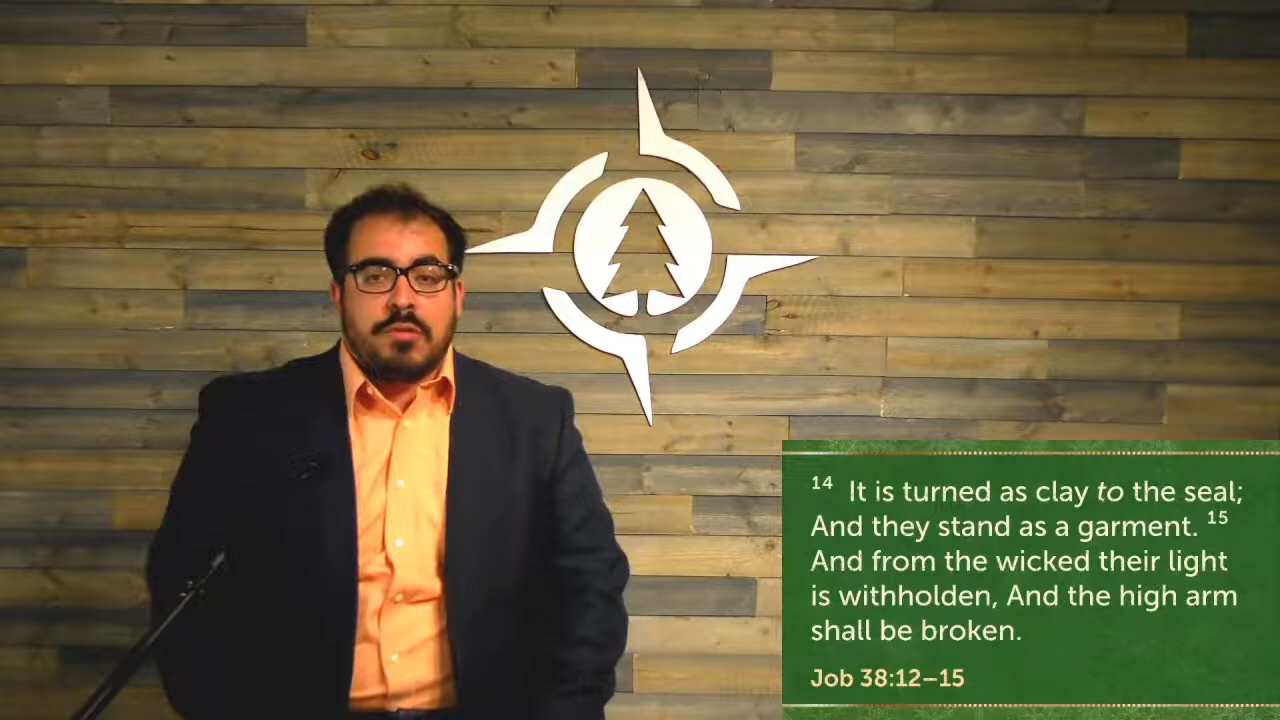 14 It is turned as clay to the seal;
And they stand as a garment. 15
And from the wicked their light
is withholden, And the high arm
shall be broken.
Job 38:12–15